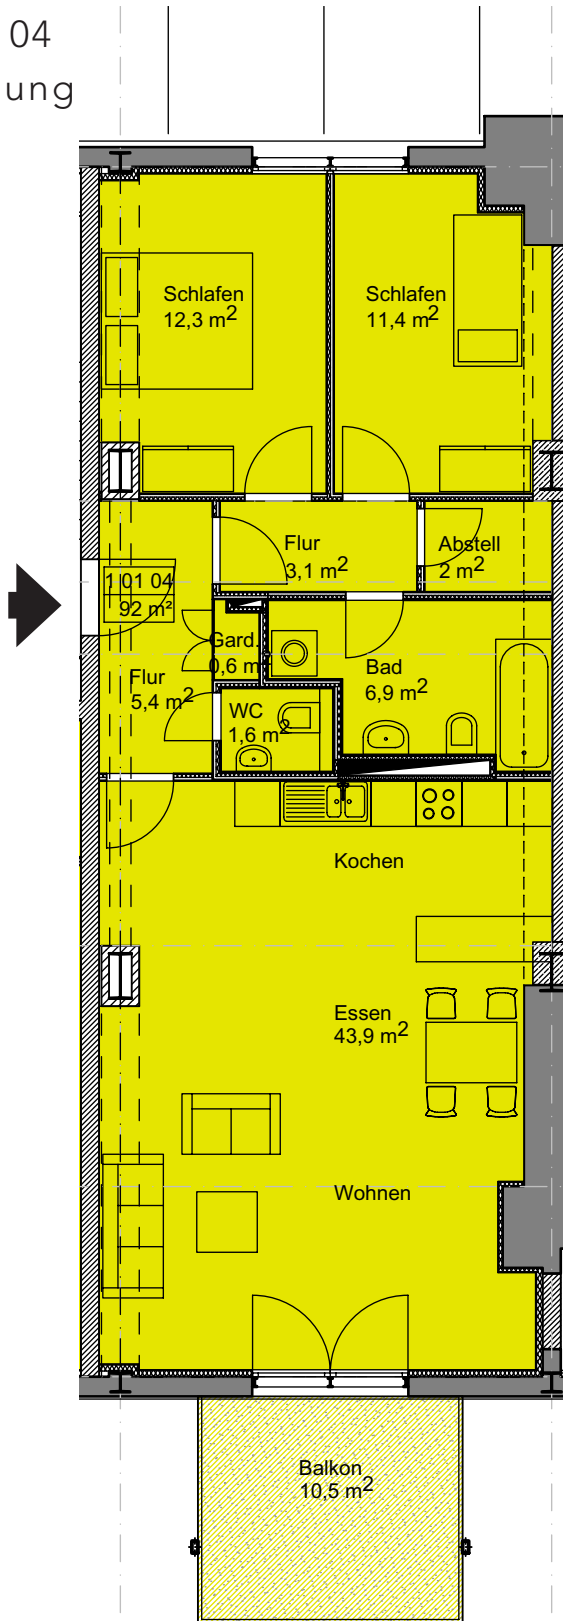 04
ung
Schlafen
12,3 m²
Schlafen
11,4 m²
Flur
3,1 m²
Abstell
2 m²
1 01 04
92 m²
Gard.
0,6 m²
Bad
6,9 m²
Flur
5,4 m²
WC
1,6 m²
Kochen
Essen
43,9 m²
Wohnen
Balkon
10,5 m²